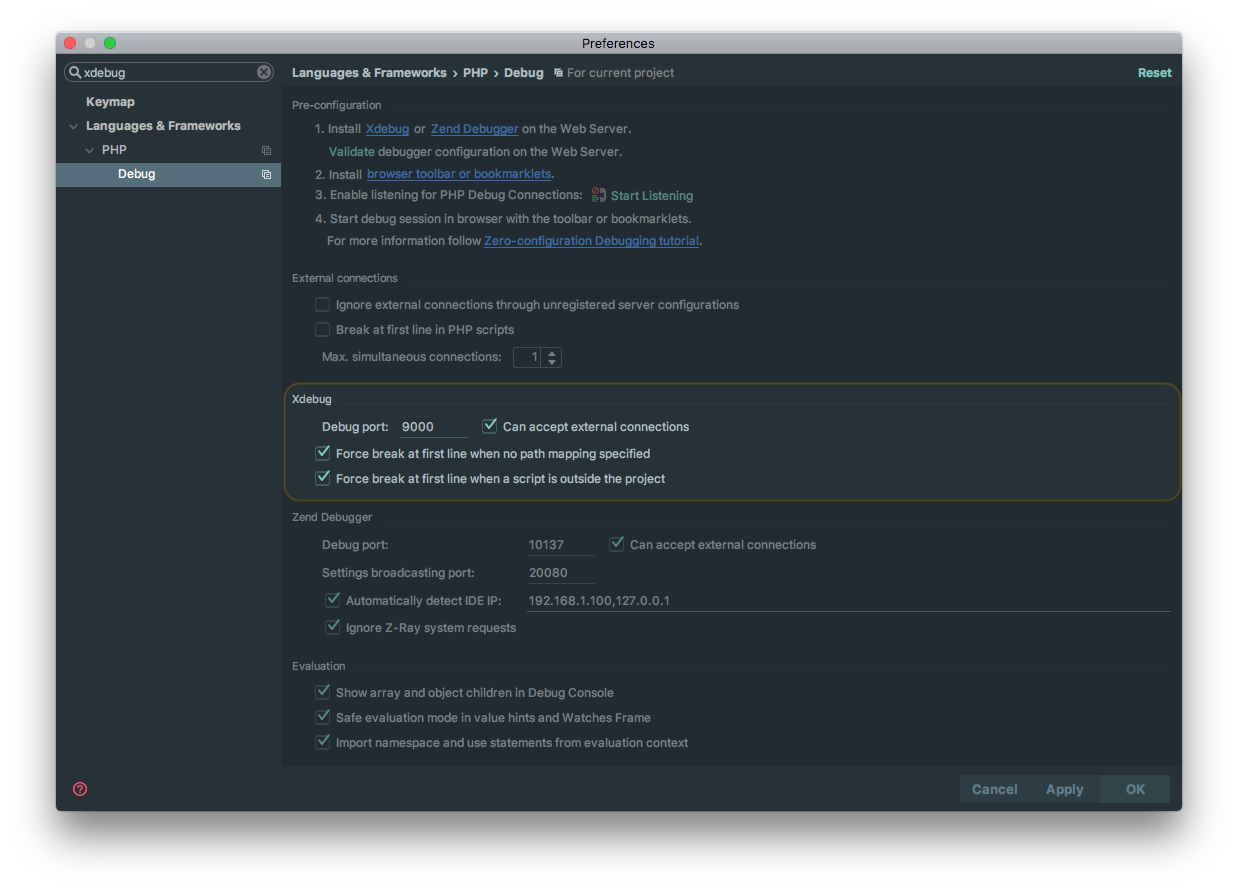 Preferences
xdebug
Keymap
Languages & Frameworks
PHP
Debug
Languages & Frameworks › PHP › Debug For current project Reset
Pre-configuration
1. Install Xdebug or Zend Debugger on the Web Server.
Validate debugger configuration on the Web Server.
2. Install browser toolbar or bookmarklets.
3. Enable listening for PHP Debug Connections: Start Listening
4. Start debug session in browser with the toolbar or bookmarklets.
For more information follow Zero-configuration Debugging tutorial.
External connections
Ignore external connections through unregistered server configurations
Break at first line in PHP scripts
Max. simultaneous connections: 1
Xdebug
Debug port: 9000 Can accept external connections
Force break at first line when no path mapping specified
Force break at first line when a script is outside the project
Zend Debugger
Debug port: 10137 Can accept external connections
Settings broadcasting port: 20080
Automatically detect IDE IP: 192.168.1.100,127.0.0.1
Ignore Z-Ray system requests
Evaluation
Show array and object children in Debug Console
Safe evaluation mode in value hints and Watches Frame
Import namespace and use statements from evaluation context
? Cancel Apply OK